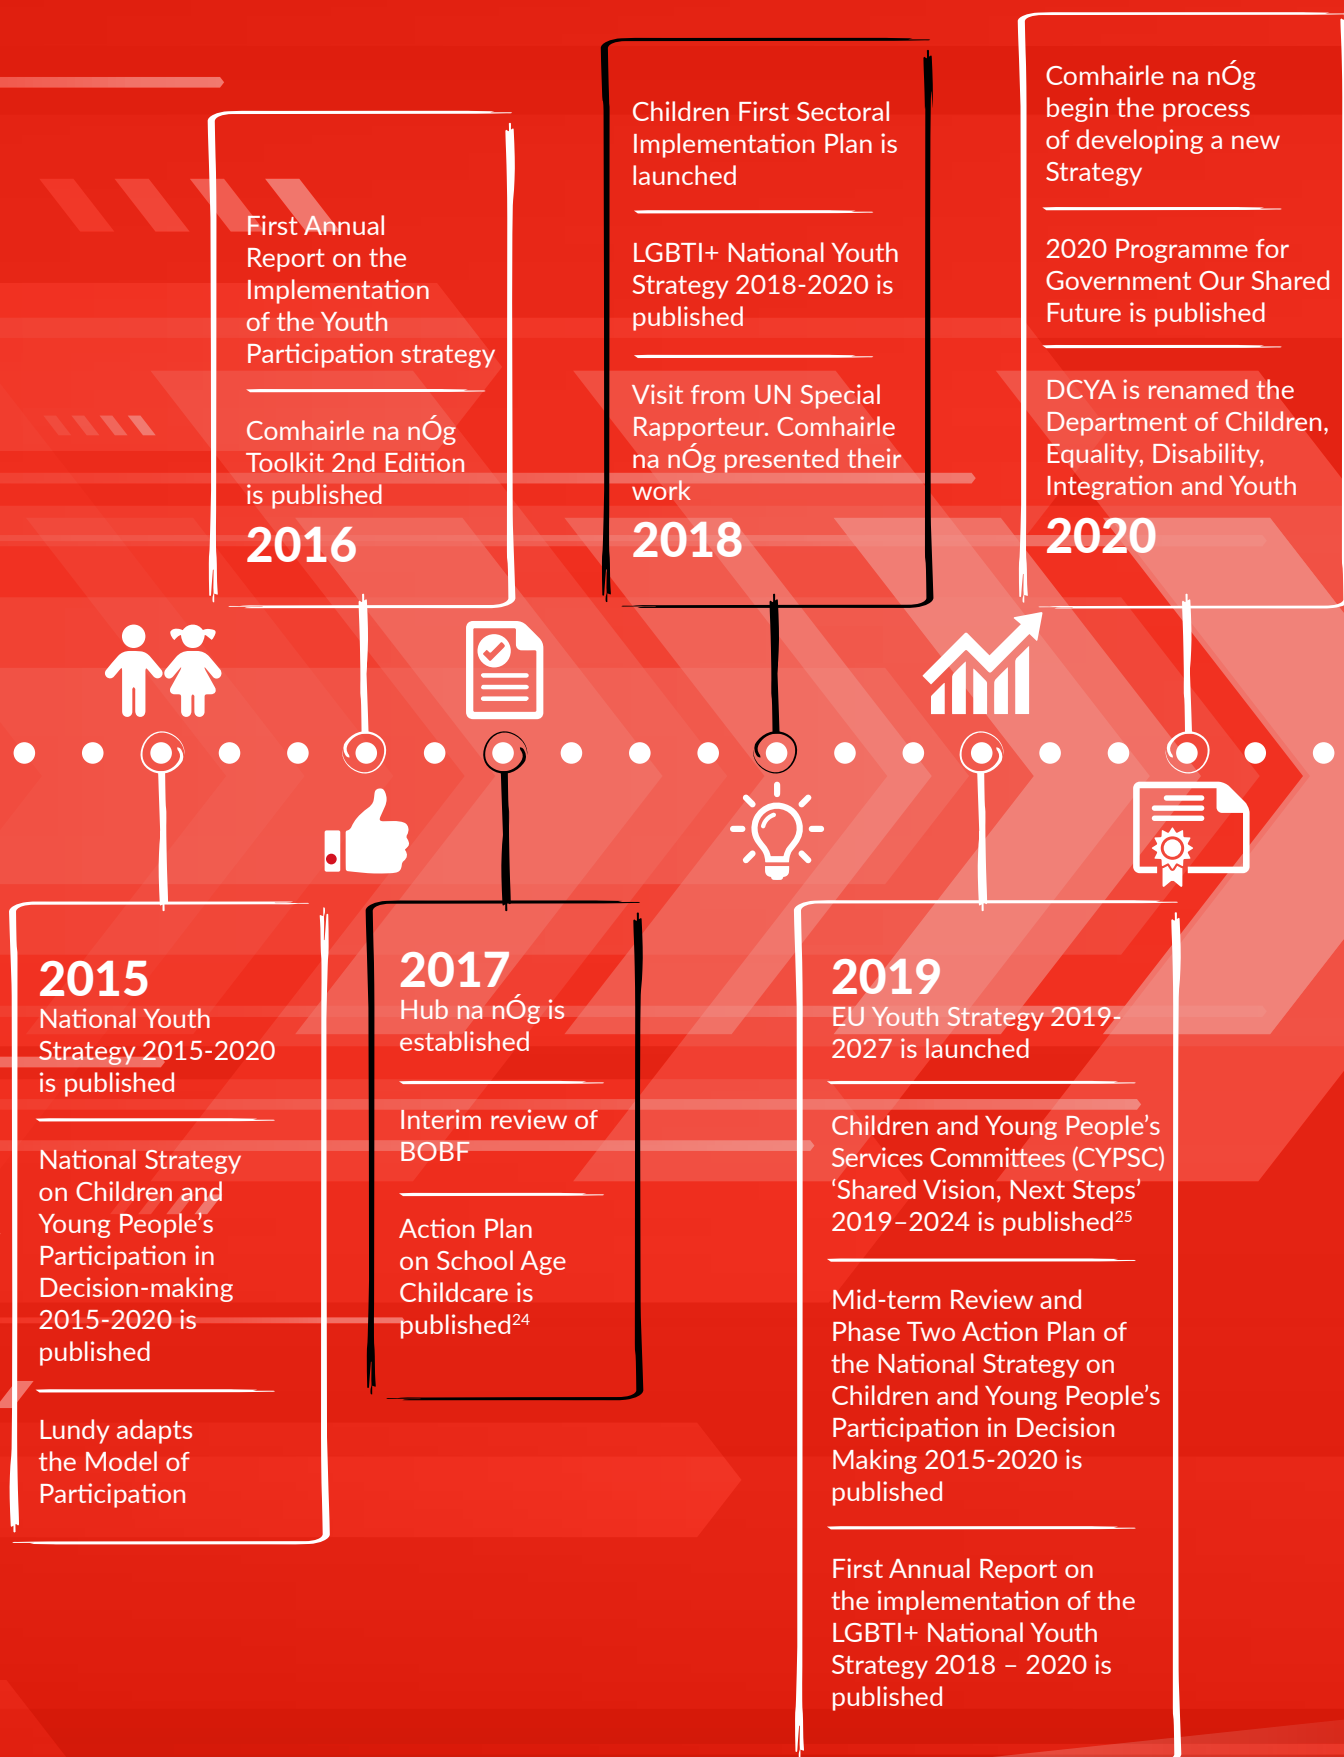 First Annual
Report on the
Implementation
of the Youth
Participation strategy
Comhairle na nÓg
Toolkit 2nd Edition
is published
2016
Children First Sectoral
Implementation Plan is
launched
LGBTI+ National Youth
Strategy 2018-2020 is
published
Visit from UN Special
Rapporteur. Comhairle
na nÓg presented their
work
2018
Comhairle na nÓg
begin the process
of developing a new
Strategy
2020 Programme for
Government Our Shared
Future is published
DCYA is renamed the
Department of Children,
Equality, Disability,
Integration and Youth
2020
2015
National Youth
Strategy 2015-2020
is published
National Strategy
on Children and
Young People’s
Participation in
Decision-making
2015-2020 is
published
Lundy adapts
the Model of
Participation
2017
Hub na nÓg is
established
Interim review of
BOBF
Action Plan
on School Age
Childcare is
published24
2019
EU Youth Strategy 2019-
2027 is launched
Children and Young People’s
Services Committees (CYPSC)
‘Shared Vision, Next Steps’
2019–2024 is published25
Mid-term Review and
Phase Two Action Plan of
the National Strategy on
Children and Young People’s
Participation in Decision
Making 2015-2020 is
published
First Annual Report on
the implementation of the
LGBTI+ National Youth
Strategy 2018 – 2020 is
published